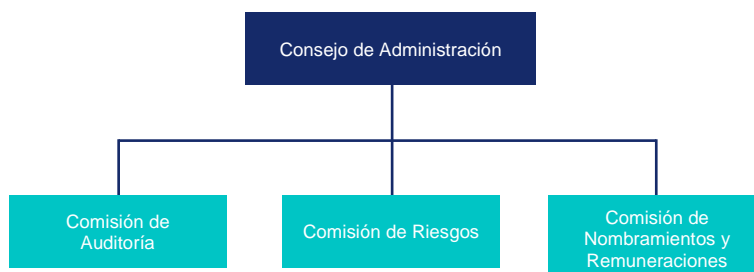 Consejo de Administración
Comisión de
Auditoría
Comisión de Riesgos
Comisión de
Nombramientos y
Remuneraciones